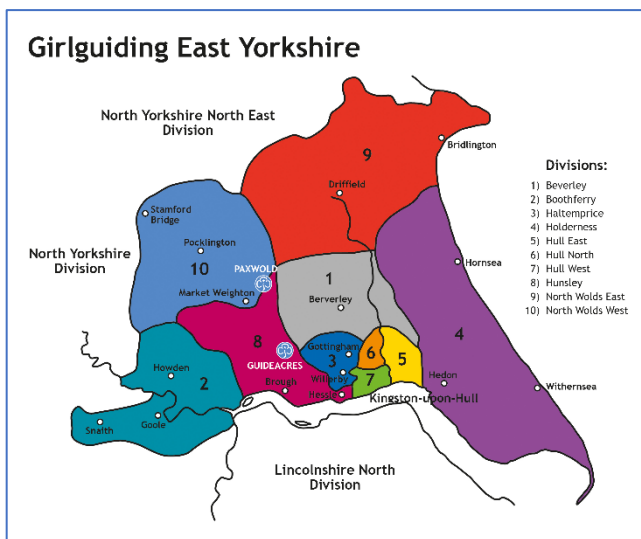 Girlguiding East Yorkshire
North Yorkshire North East
Division
9
Bridlington
Driffield
Divisions:
1) Beverley
2) Boothferry
3) Haltemprice
4) Holderness
5) Hull East
6) Hull North
7) Hull West
8) Hunsley
9) North Wolds East
10) North Wolds West
Stamford
Bridge
North Yorkshire
Division
Pocklington
10
PAXWOLD
Market Weighton
1
Berverley
Hornsea
4
8
GUIDEACRES
Gottingham
3
Willerby
6
5
7
Howden
2
Brough
Hessle
Hedon
Kingston-upon-Hull
Withernsea
Goole
Snaith
Lincolnshire North
Division